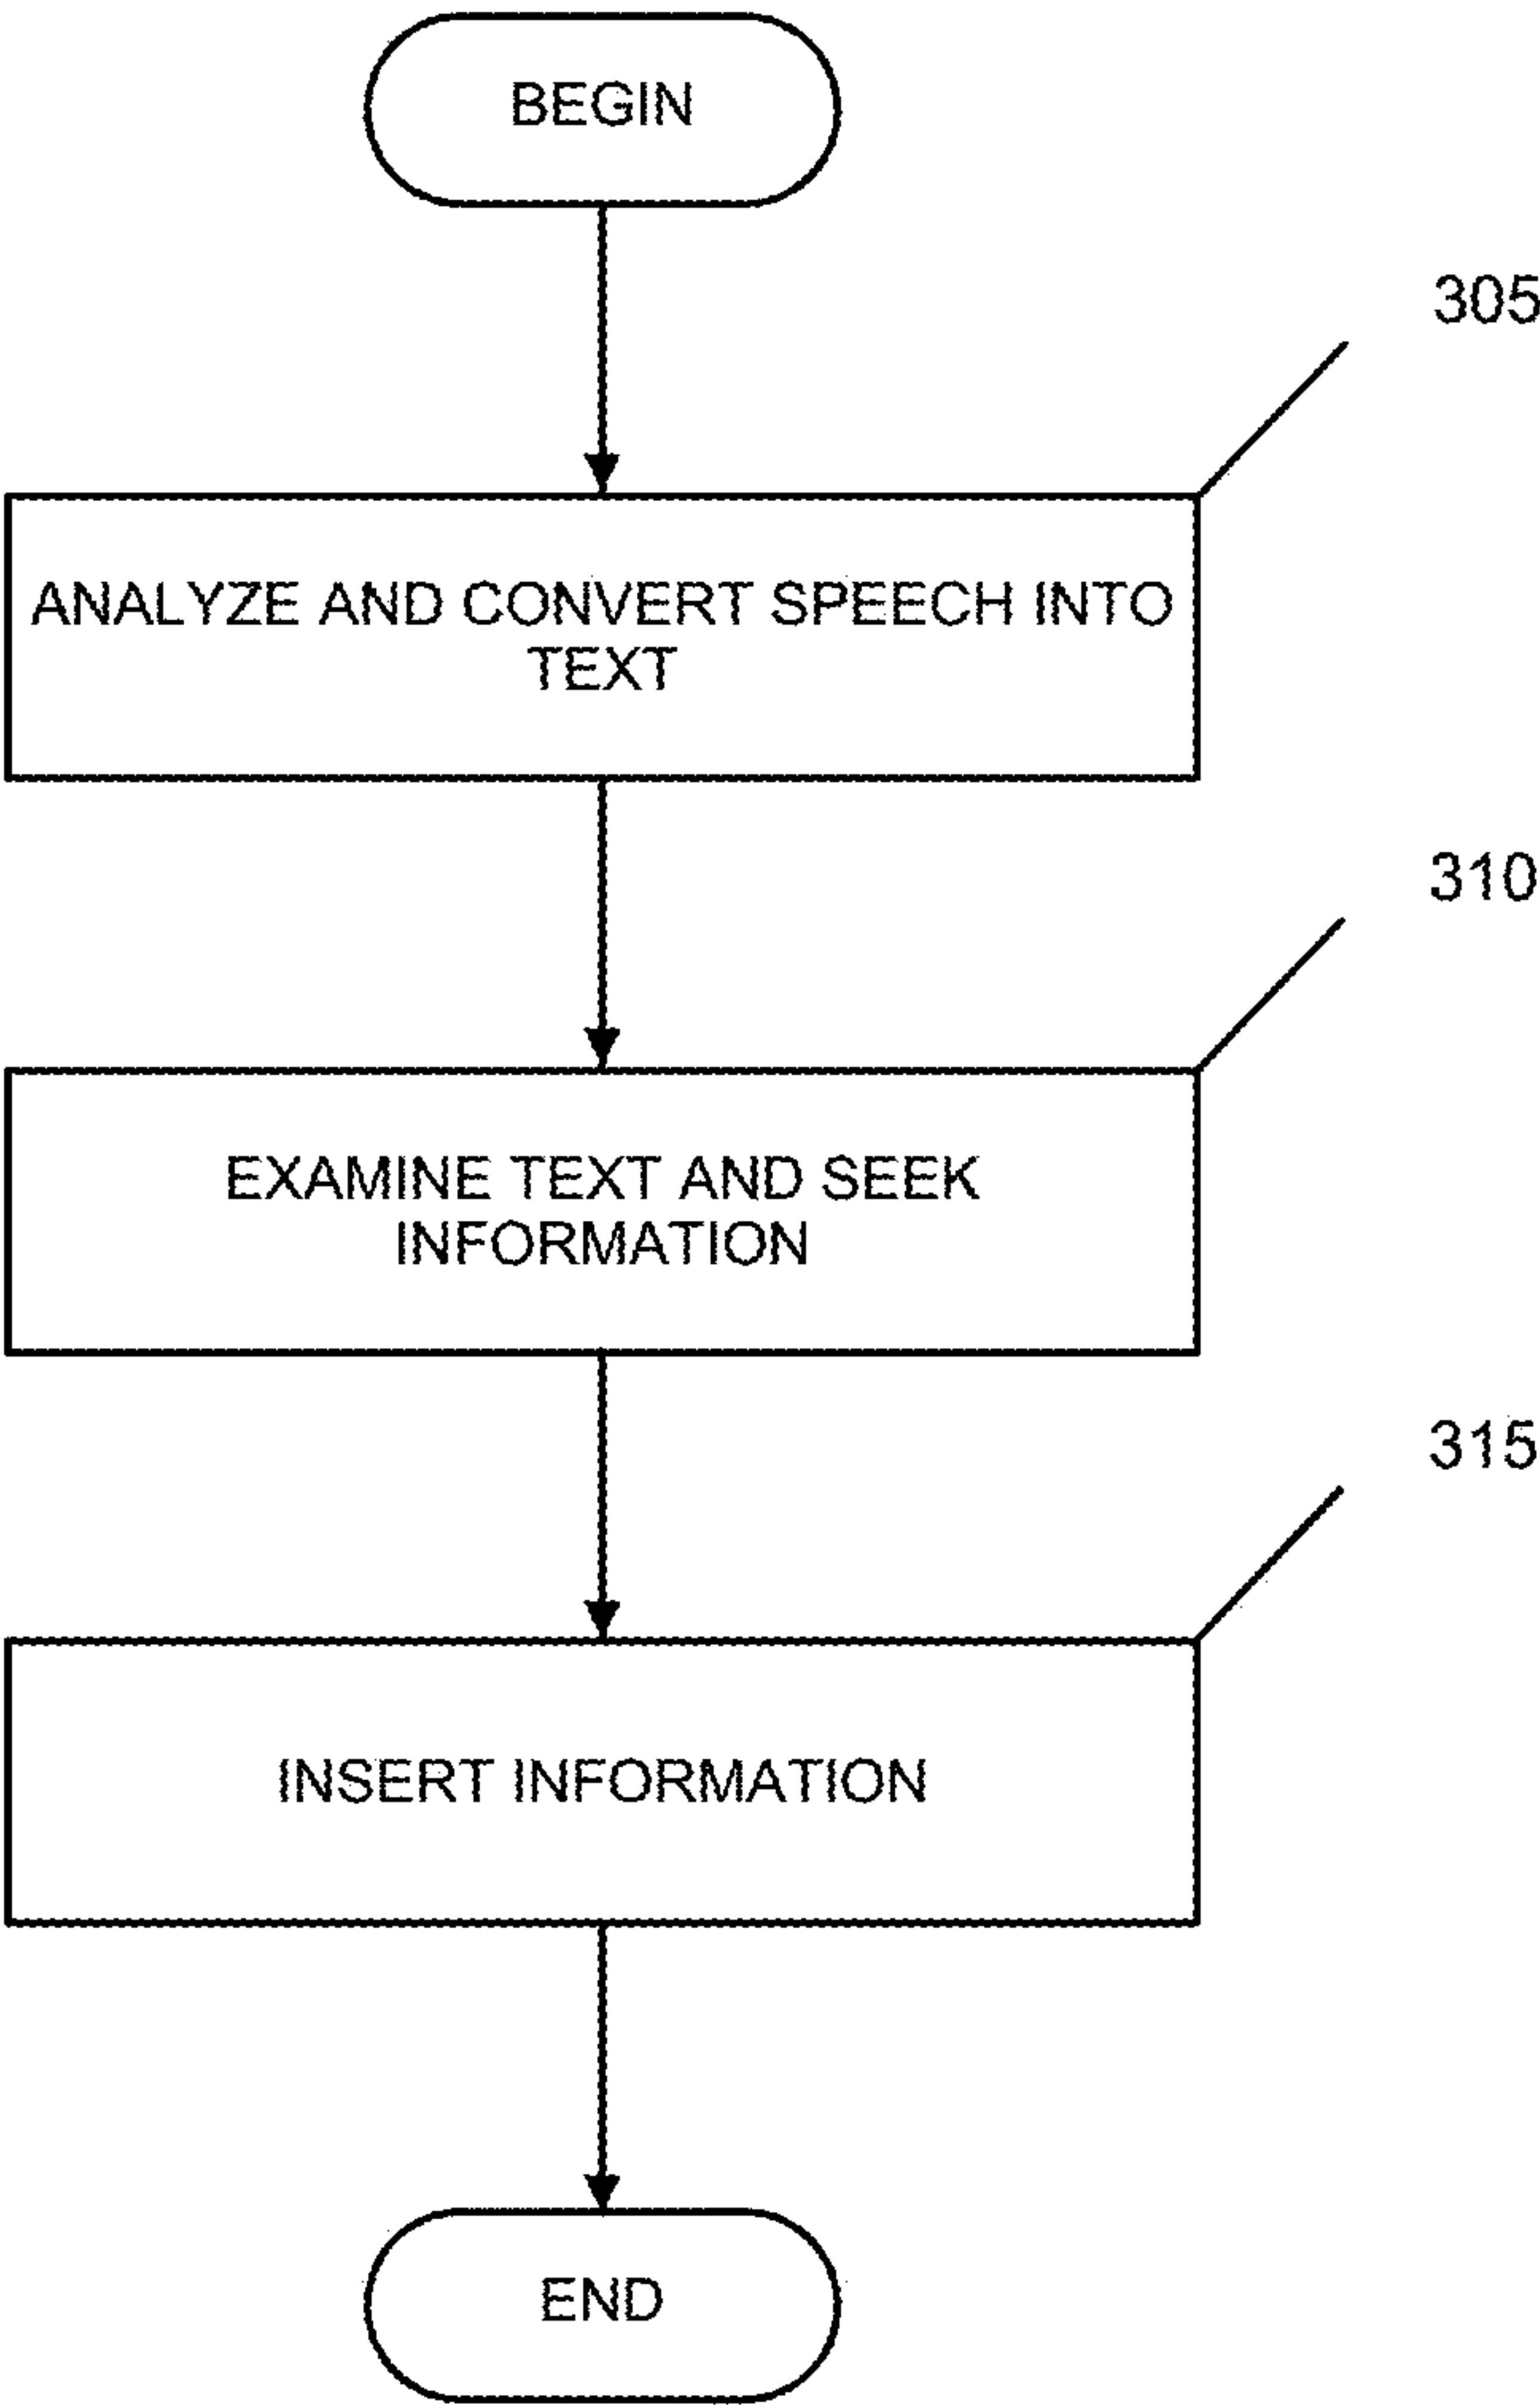 BEGIN
305
ANALYZE AND CONVERT SPEECH INTO
TEXT
310
EXAMINE TEXT AND SEEK
INFORMATION
315
INSERT INFORMATION
END